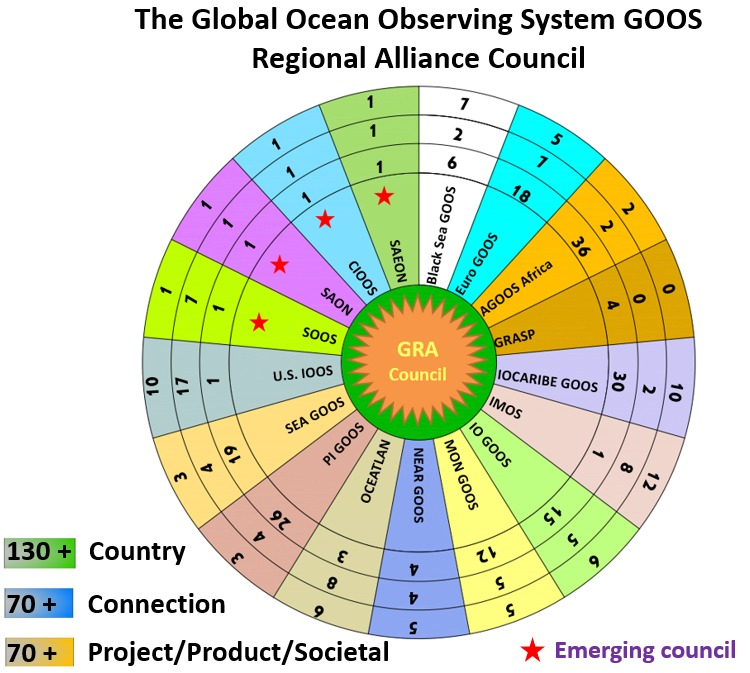 The Global Ocean Observing System GOOS
Regional Alliance Council
7
2
6
Black Sea GOOS
5
7
18
Euro GOOS
2
2
36
AGOOS Africa
0
0
4
GRASP
10
2
30
IOCARIBE GOOS
12
8
1
IMOS
6
5
15
IO GOOS
5
5
12
MON GOOS
5
4
4
NEAR GOOS
6
8
3
OCEATLAN
3
4
26
PI GOOS
3
4
19
SEA GOOS
10
17
1
U.S. IOOS
1
7
1
SOOS
1
1
1
SAON
1
1
1
CIOOS
1
1
1
SAEON
GRA
Council
130 + Country
70 + Connection
70 + Project/Product/Societal
Emerging council